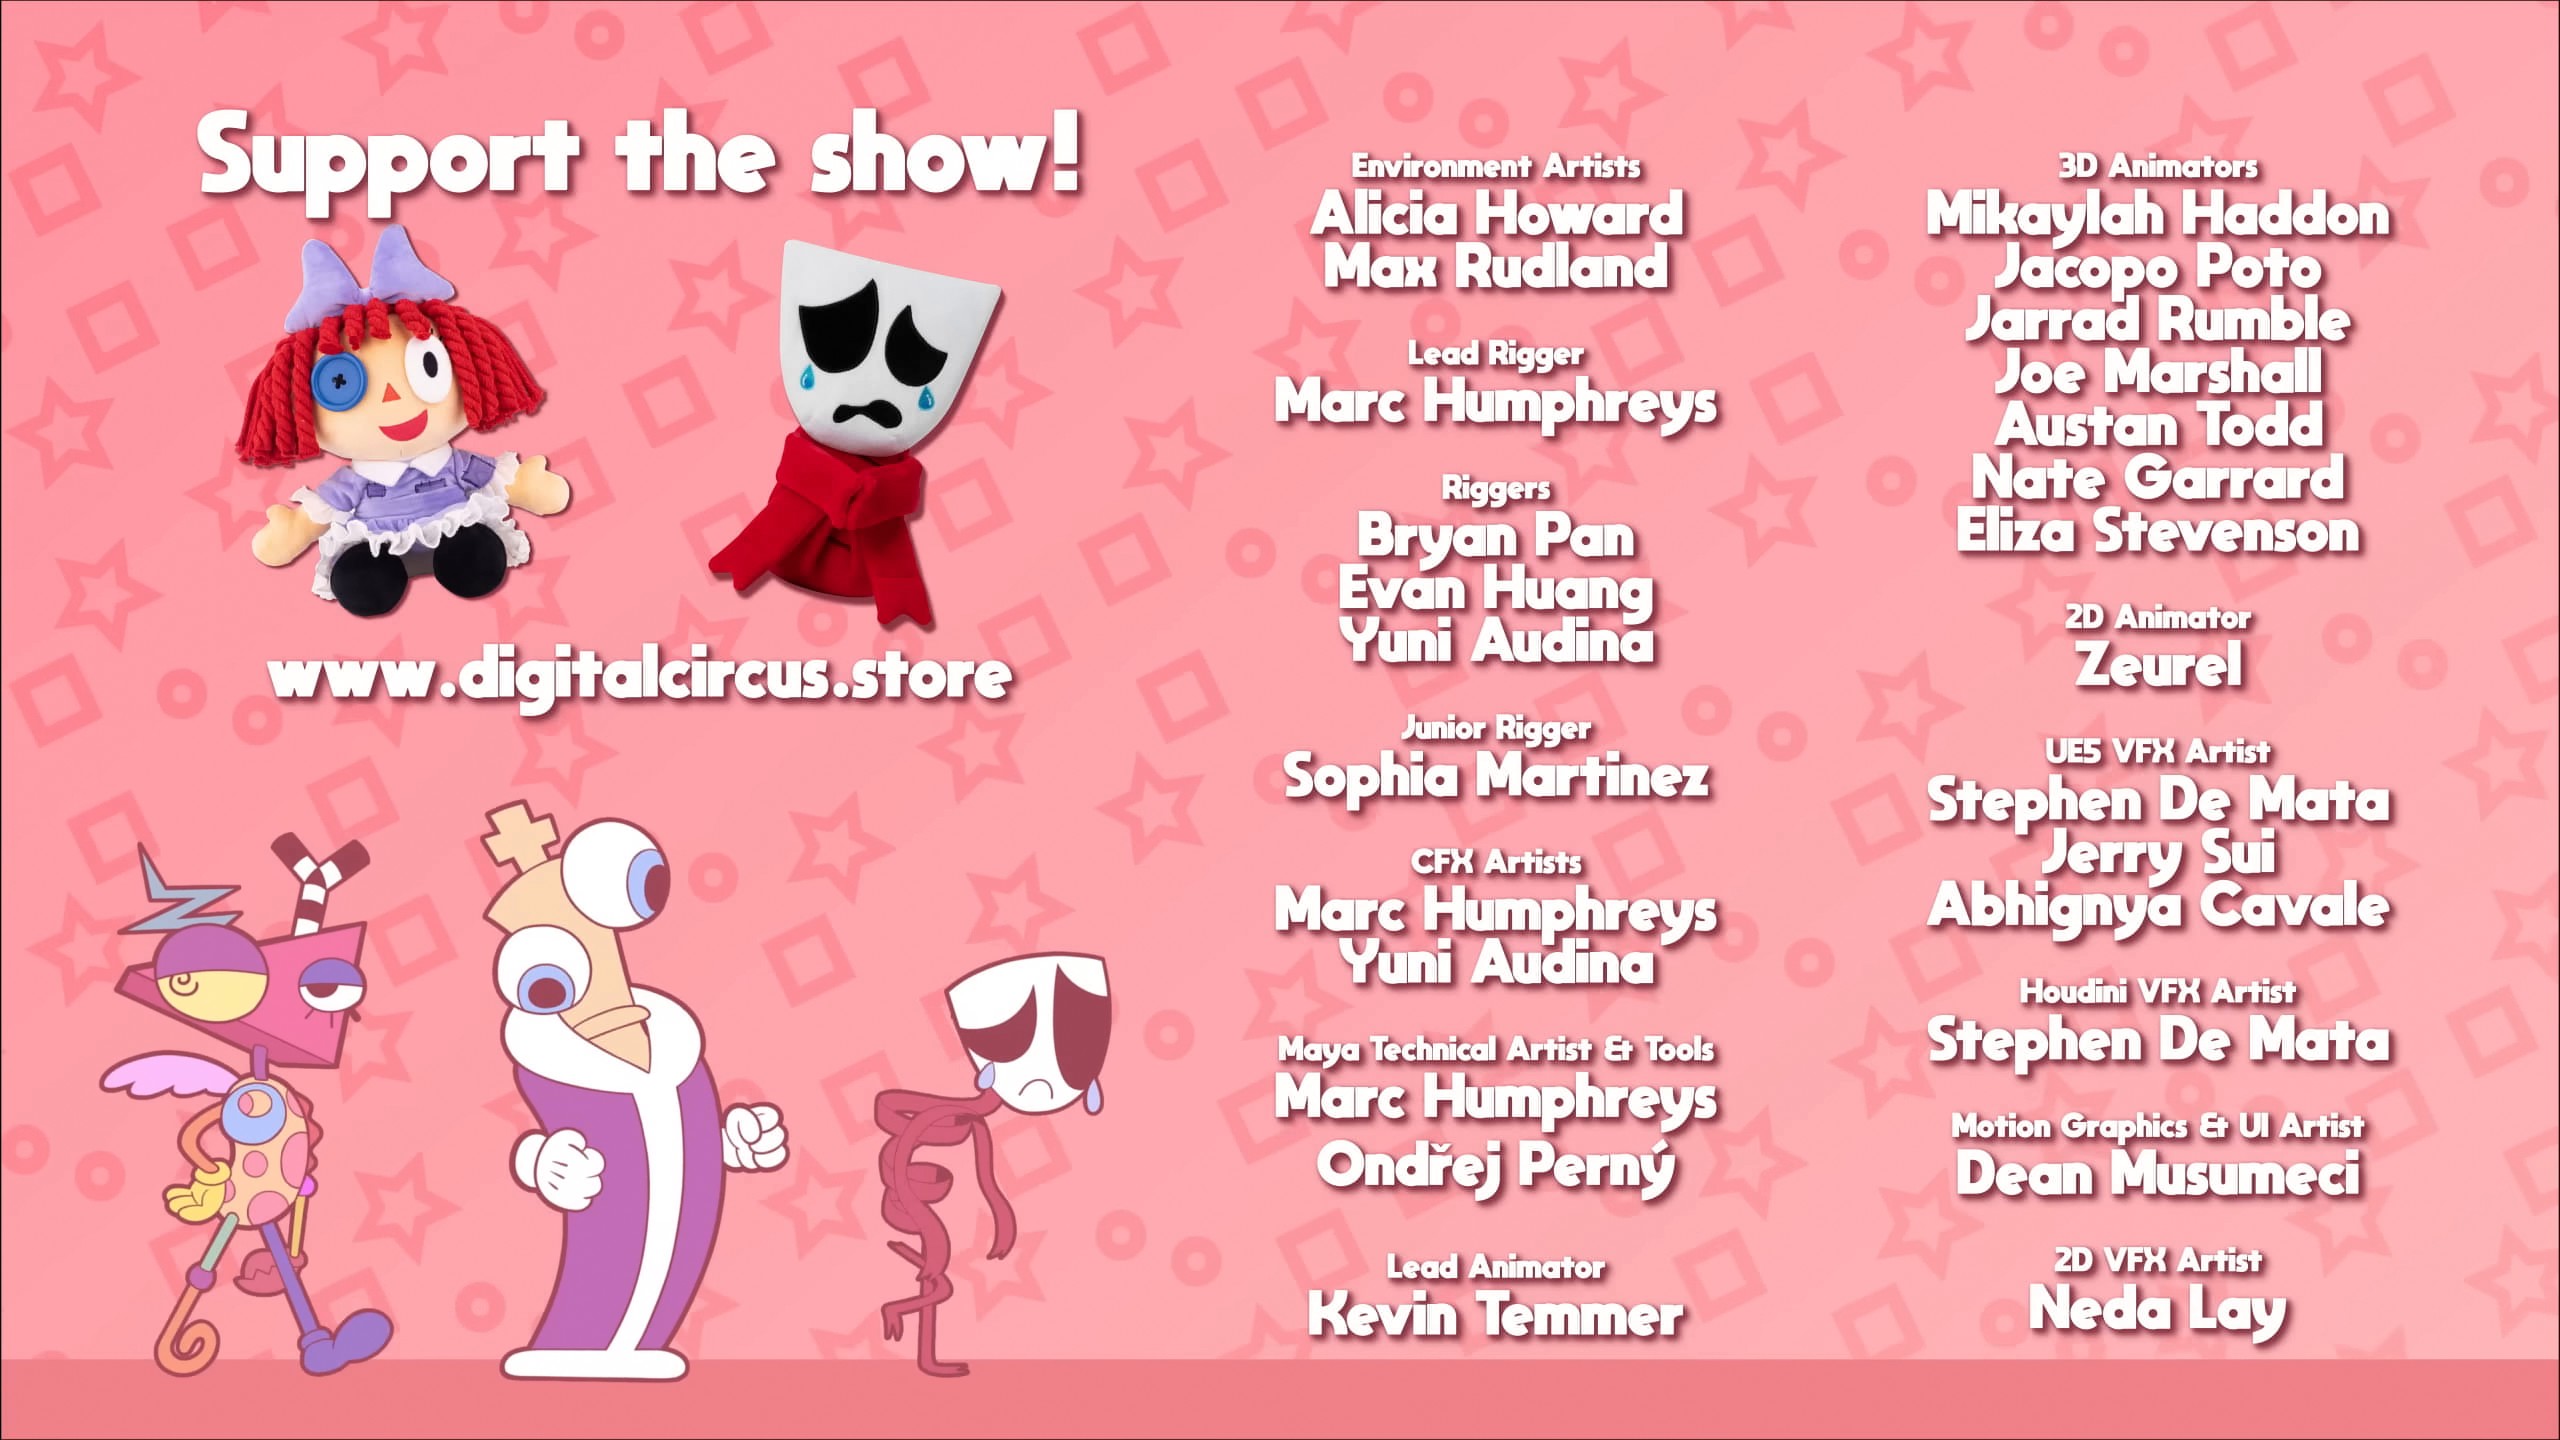 Support the show!
www.digitalcircus.store
Environment Artists
Alicia Howard
Max Rudland
Lead Rigger
Marc Humphreys
Riggers
Bryan Pan
Evan Huang
Yuni Audina
Junior Rigger
Sophia Martinez
CFX Artists
Marc Humphreys
Yuni Audina
Maya Technical Artist & Tools
Marc Humphreys
Ondřej Perný
Lead Animator
Kevin Temmer
3D Animators
Mikaylah Haddon
Jacopo Poto
Jarrad Rumble
Joe Marshall
Austan Todd
Nate Garrard
Eliza Stevenson
2D Animator
Zeurel
UE5 VFX Artist
Stephen De Mata
Jerry Sui
Abhignya Cavale
Houdini VFX Artist
Stephen De Mata
Motion Graphics & UI Artist
Dean Musumeci
2D VFX Artist
Neda Lay